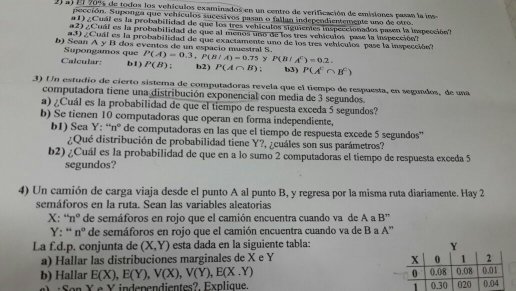 2) a) El 70% de todos los vehículos examinados en un centro de verificación de emisiones pasan la ins-
pección. Suponga que vehículos sucesivos pasan o fallan independientemente uno de otro.
a1) ¿Cuál es la probabilidad de que los tres vehículos siguientes inspeccionados pasen la inspección?
a2) ¿Cuál es la probabilidad de que al menos uno de los tres vehículos pase la inspección?
a3) ¿Cuál es la probabilidad de que exactamente uno de los tres vehículos pase la inspección?
b) Sean A y B dos eventos de un espacio muestral S.
Supongamos que P(A) = 0.3, P(B/A) = 0.75 y P(B/A^c) = 0.2.
Calcular: b1) P(B); b2) P(A ∩ B); b3) P(A^c ∩ B^c)
3) Un estudio de cierto sistema de computadoras revela que el tiempo de respuesta, en segundos, de una
computadora tiene una distribución exponencial con media de 3 segundos.
a) ¿Cuál es la probabilidad de que el tiempo de respuesta exceda 5 segundos?
b) Se tienen 10 computadoras que operan en forma independiente,
b1) Sea Y: "nº de computadoras en las que el tiempo de respuesta excede 5 segundos"
¿Qué distribución de probabilidad tiene Y?, ¿cuáles son sus parámetros?
b2) ¿Cuál es la probabilidad de que en a lo sumo 2 computadoras el tiempo de respuesta exceda 5
segundos?
4) Un camión de carga viaja desde el punto A al punto B, y regresa por la misma ruta diariamente. Hay 2
semáforos en la ruta. Sean las variables aleatorias
X: "nº de semáforos en rojo que el camión encuentra cuando va de A a B"
Y: " nº de semáforos en rojo que el camión encuentra cuando va de B a A"
La f.d.p. conjunta de (X,Y) esta dada en la siguiente tabla:
a) Hallar las distribuciones marginales de X e Y
b) Hallar E(X), E(Y), V(X), V(Y), E(X .Y)
c) ¿Son X e Y independientes?. Explique.
Y
X 0 1 2
0 0.08 0.08 0.01
1 0.30 020 0.04